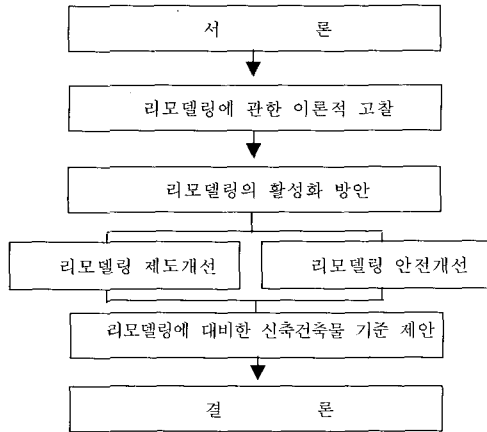 서 론
리모델링에 관한 이론적 고찰
리모델링의 활성화 방안
리모델링 제도개선
리모델링 안전개선
리모델링에 대비한 신축건축물 기준 제안
결 론